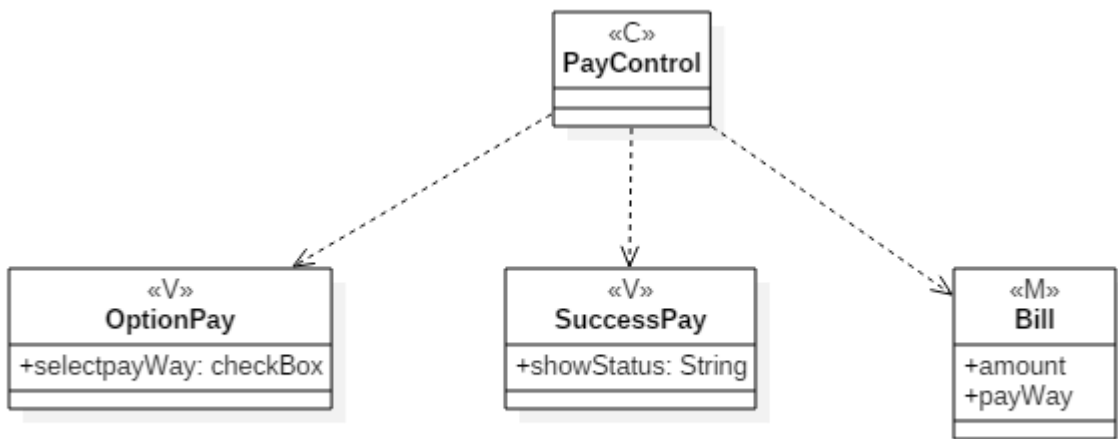 «C»
PayControl
«V»
OptionPay
+selectpayWay: checkBox
«V»
SuccessPay
+showStatus: String
«M»
Bill
+amount
+payWay